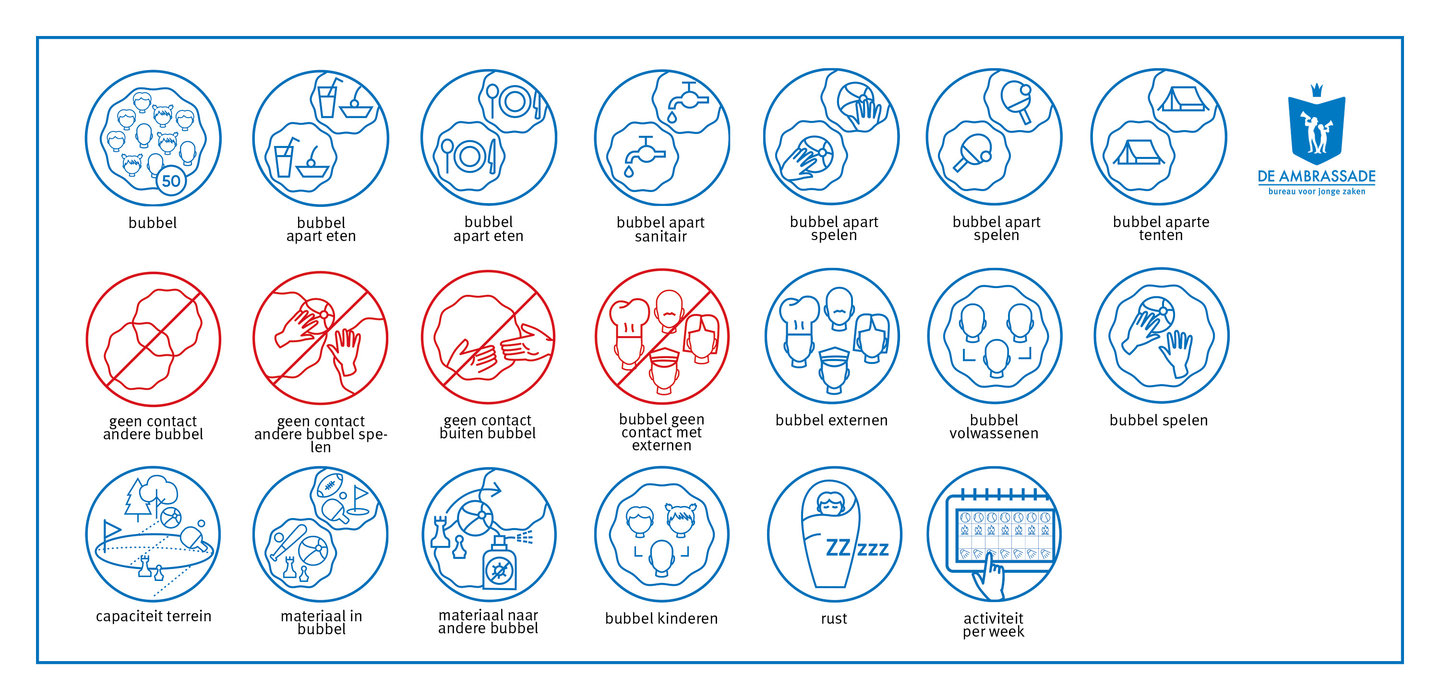 50
bubbel
bubbel
apart eten
bubbel
apart eten
bubbel apart
sanitair
bubbel apart
spelen
bubbel apart
spelen
bubbel aparte
tenten
DE AMBRASSADE
bureau voor jonge zaken
geen contact
andere bubbel
geen contact
andere bubbel spe-
len
geen contact
buiten bubbel
bubbel geen
contact met
externen
bubbel externen
bubbel
volwassenen
bubbel spelen
capaciteit terrein
materiaal in
bubbel
materiaal naar
andere bubbel
bubbel kinderen
ZZ zzz
rust
activiteit
per week